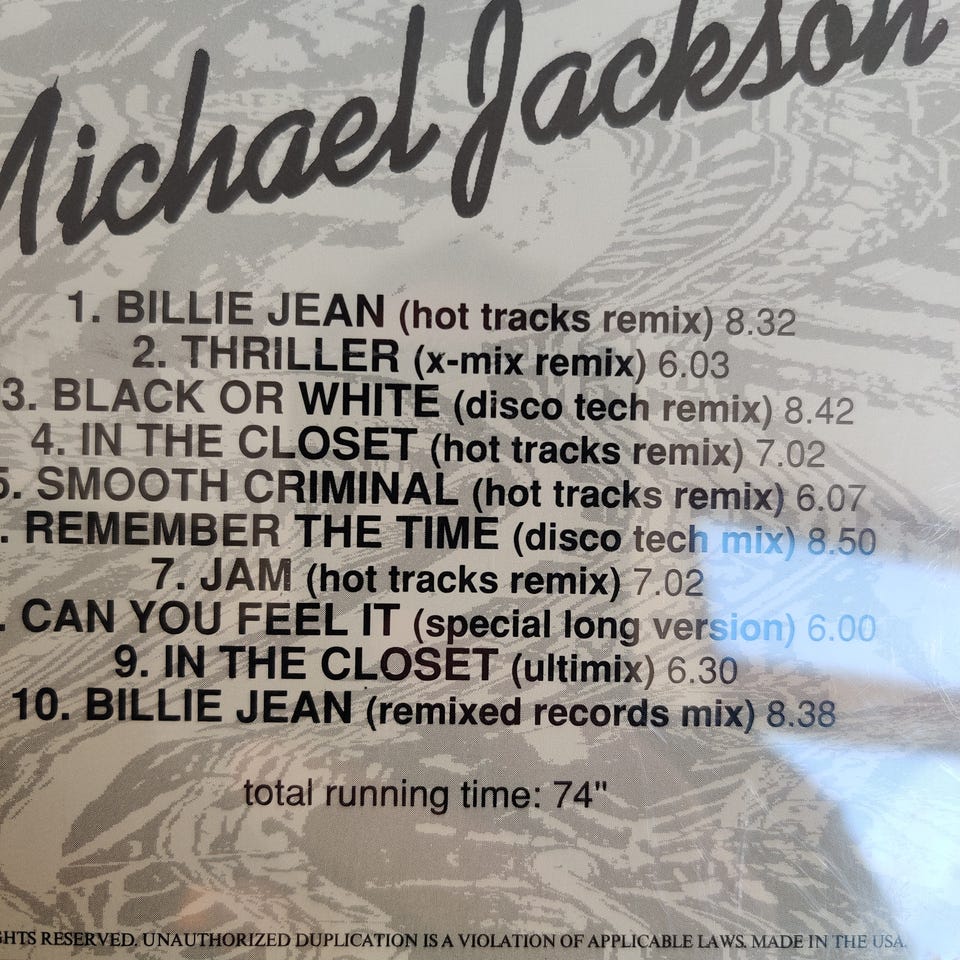 Michael Jackson
1. BILLIE JEAN (hot tracks remix) 8.32
2. THRILLER (x-mix remix) 6.03
3. BLACK OR WHITE (disco tech remix) 8.42
4. IN THE CLOSET (hot tracks remix) 7.02
5. SMOOTH CRIMINAL (hot tracks remix) 6.07
. REMEMBER THE TIME (disco tech mix) 8.50
7. JAM (hot tracks remix) 7.02
. CAN YOU FEEL IT (special long version) 6.00
9. IN THE CLOSET (ultimix) 6.30
10. BILLIE JEAN (remixed records mix) 8.38
total running time: 74"
GHTS RESERVED. UNAUTHORIZED DUPLICATION IS A VIOLATION OF APPLICABLE LAWS. MADE IN THE USA.